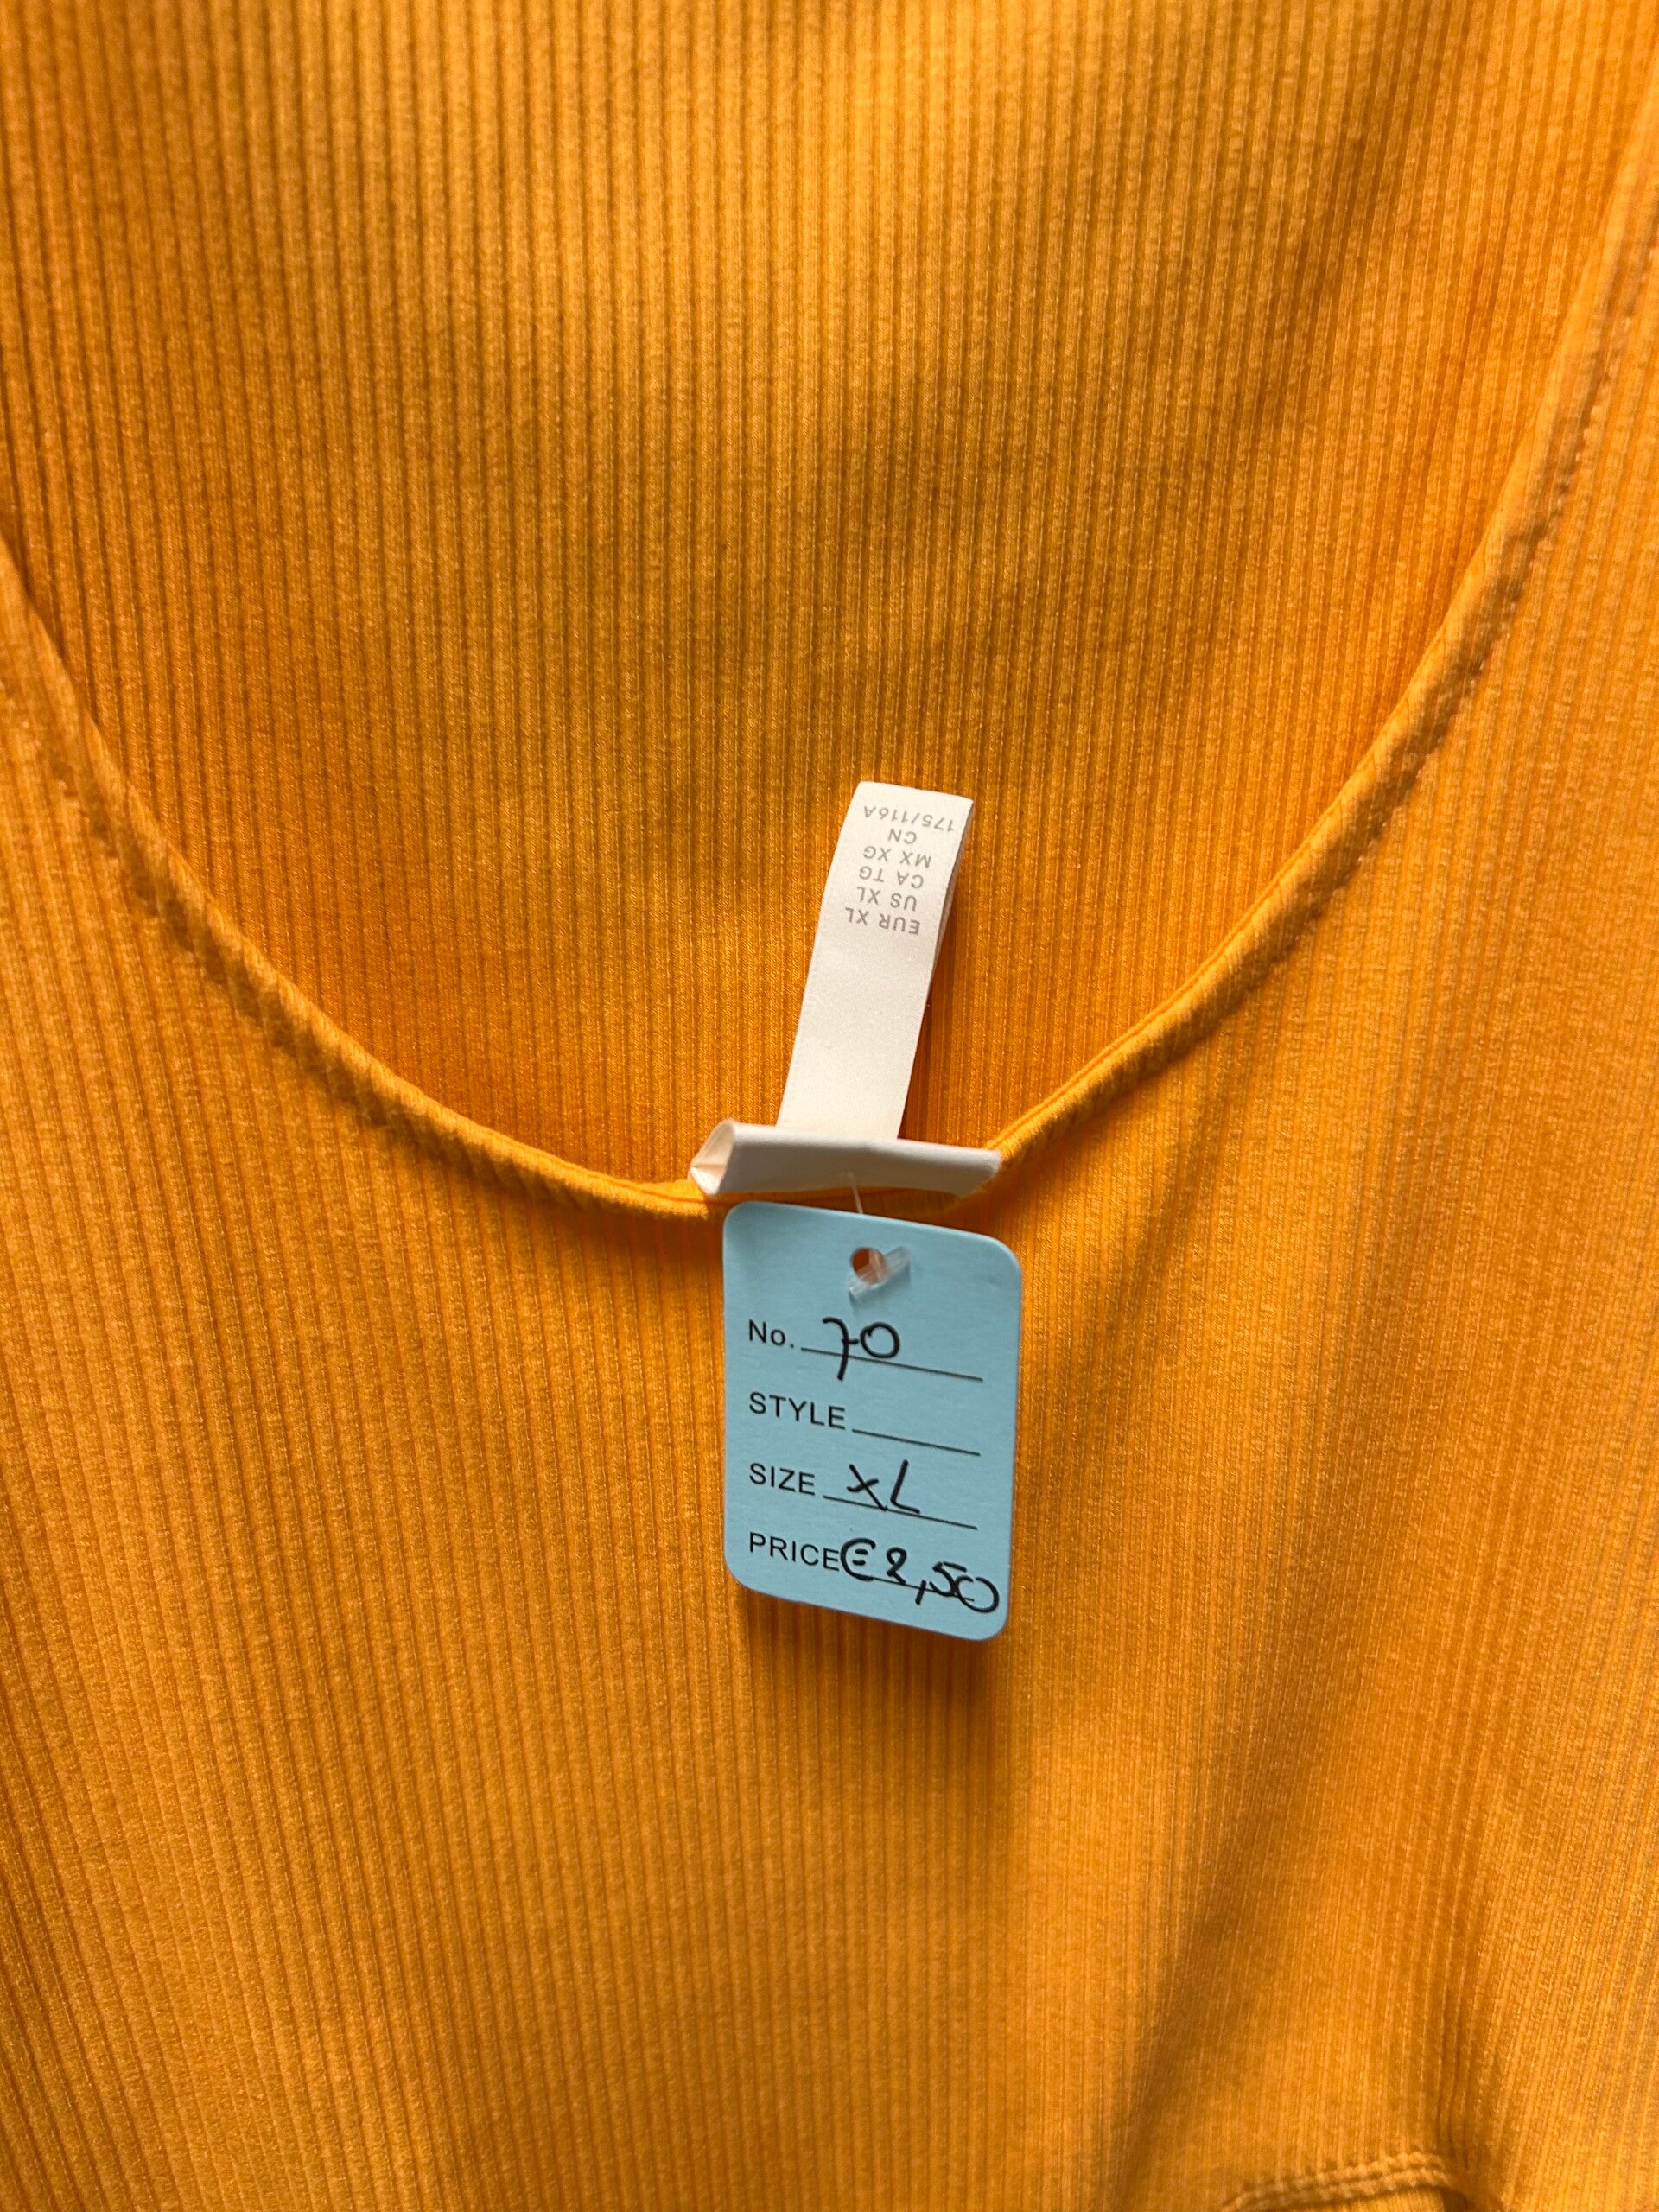 EUR XL
US XL
CA TG
MX XG
CN
175/116A
No. 70
STYLE
SIZE XL
PRICE €2,50